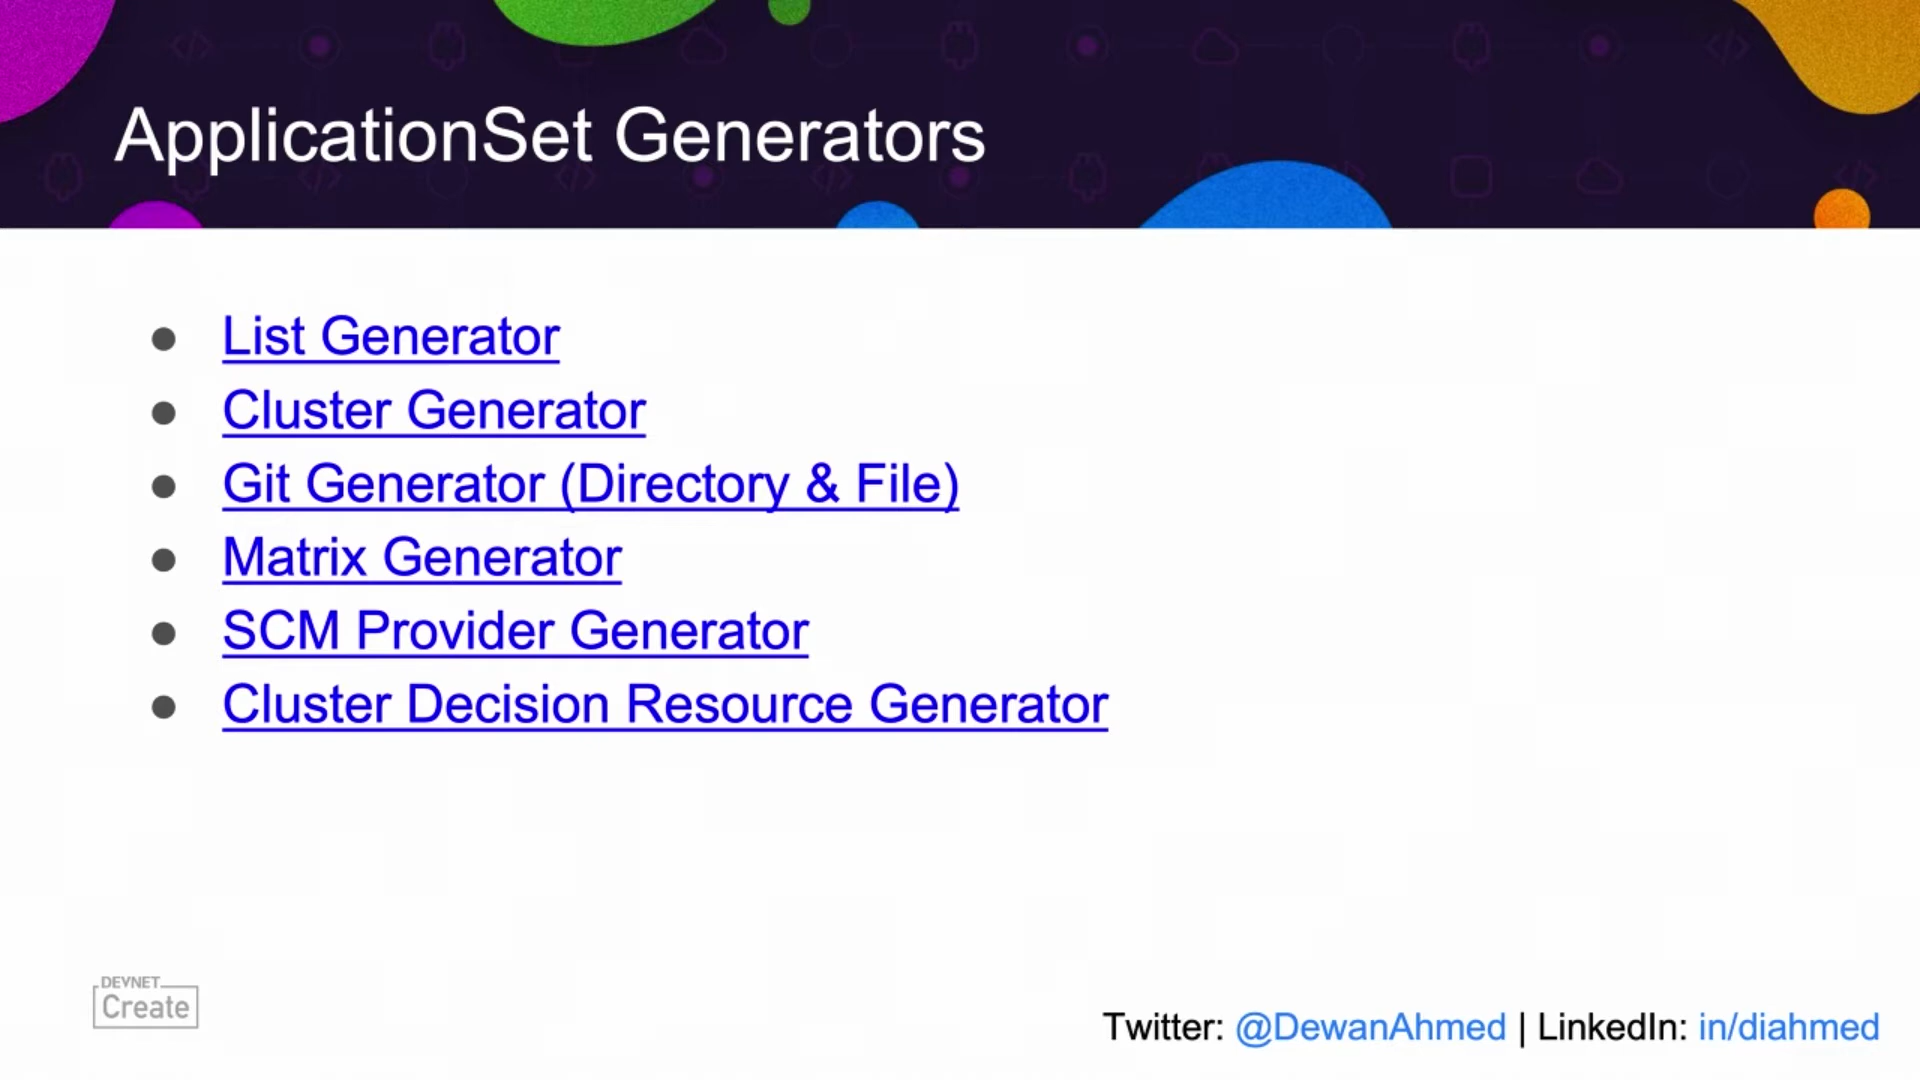 ApplicationSet Generators
● List Generator
● Cluster Generator
● Git Generator (Directory & File)
● Matrix Generator
● SCM Provider Generator
● Cluster Decision Resource Generator
DEVNET
Create
Twitter: @DewanAhmed | LinkedIn: in/diahmed